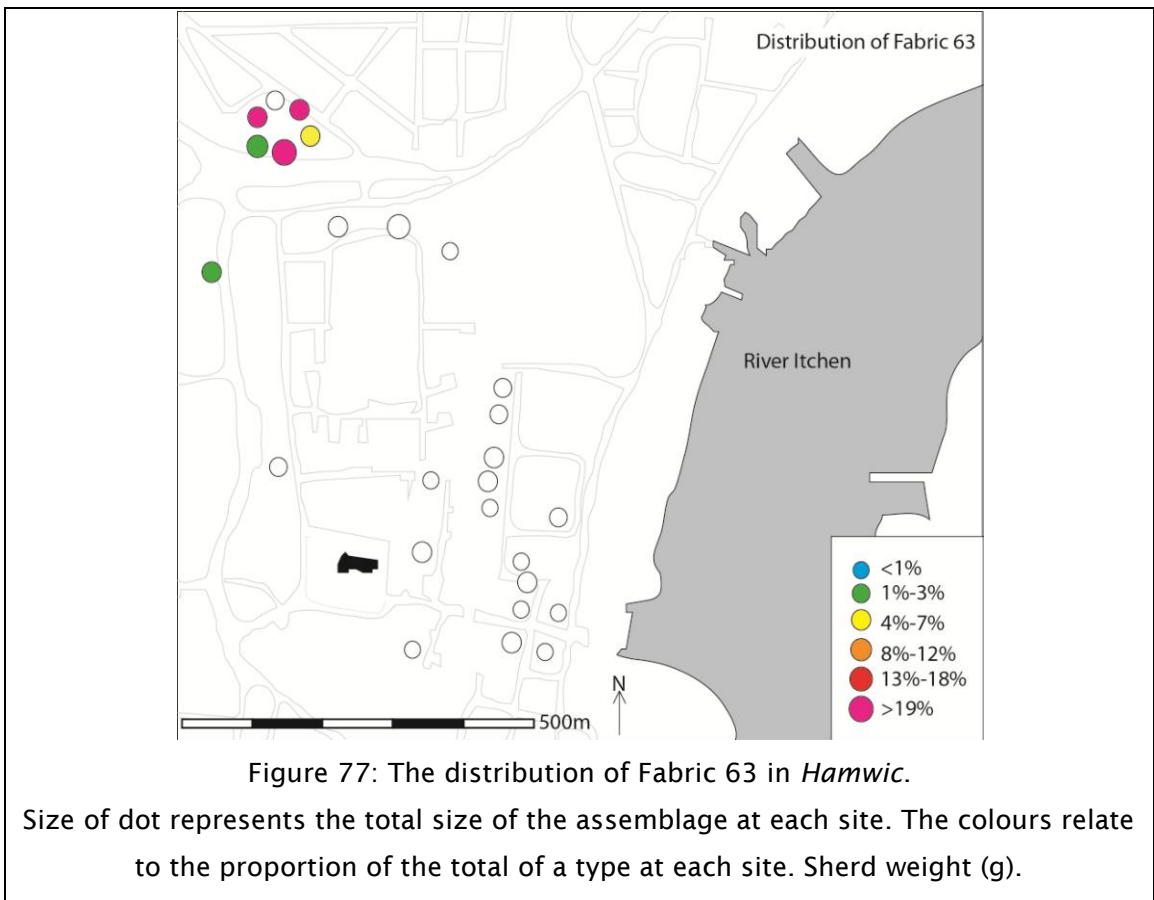 Distribution of Fabric 63
River Itchen
<1%
1%-3%
4%-7%
8%-12%
13%-18%
>19%
N
500m
Figure 77: The distribution of Fabric 63 in Hamwic.
Size of dot represents the total size of the assemblage at each site. The colours relate
to the proportion of the total of a type at each site. Sherd weight (g).